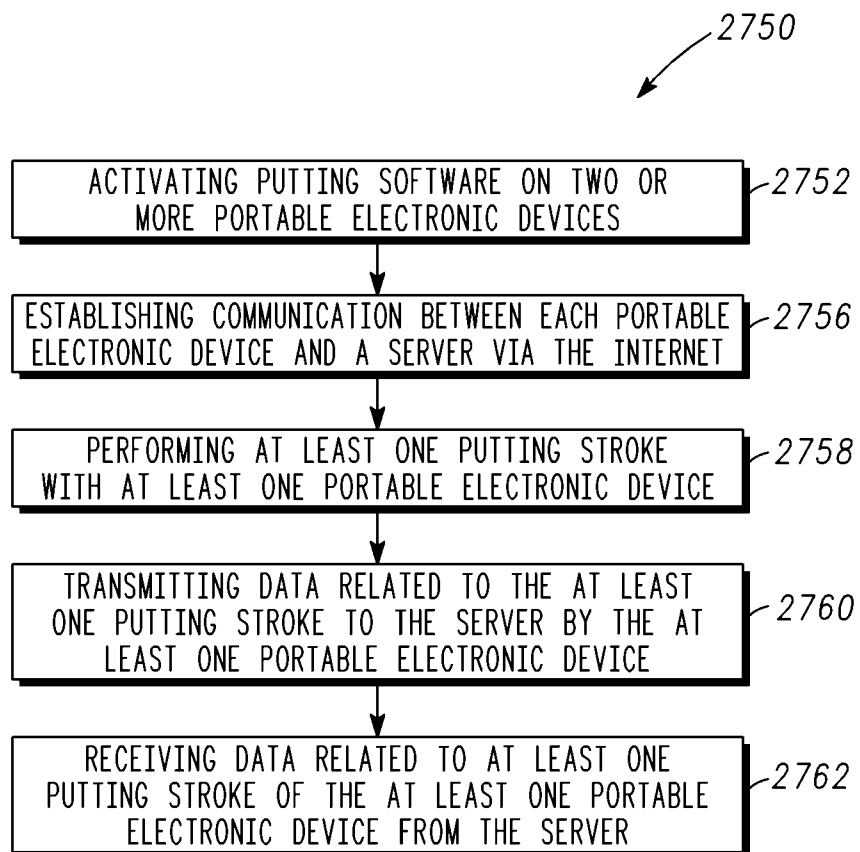 2750
ACTIVATING PUTTING SOFTWARE ON TWO OR
MORE PORTABLE ELECTRONIC DEVICES
2752
ESTABLISHING COMMUNICATION BETWEEN EACH PORTABLE
ELECTRONIC DEVICE AND A SERVER VIA THE INTERNET
2756
PERFORMING AT LEAST ONE PUTTING STROKE
WITH AT LEAST ONE PORTABLE ELECTRONIC DEVICE
2758
TRANSMITTING DATA RELATED TO THE AT LEAST
ONE PUTTING STROKE TO THE SERVER BY THE AT
LEAST ONE PORTABLE ELECTRONIC DEVICE
2760
RECEIVING DATA RELATED TO AT LEAST ONE
PUTTING STROKE OF THE AT LEAST ONE PORTABLE
ELECTRONIC DEVICE FROM THE SERVER
2762